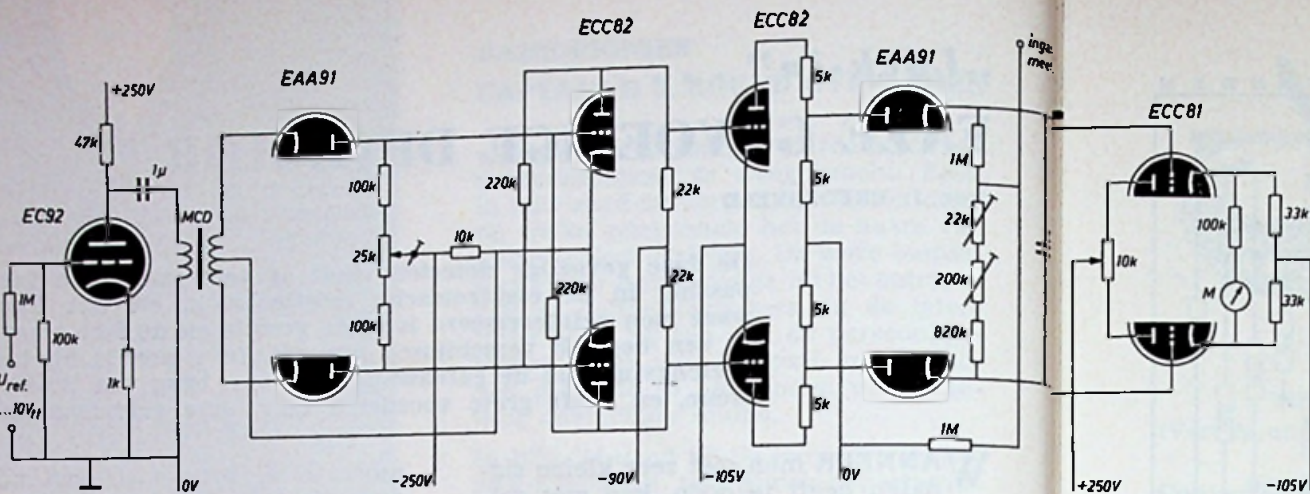 ECC82
ECC82
EAA91
EAA91
ECC81
EC92
+250V
47k
1µ
MCD
1M
100k
1k
0V
100k
25k
100k
10k
-250V
220k
220k
22k
22k
-90V
-105V
5k
5k
5k
5k
0V
1M
22k
200k
820k
1M
10k
+250V
100k
M
33k
33k
-105V
ref.
...10Vtt